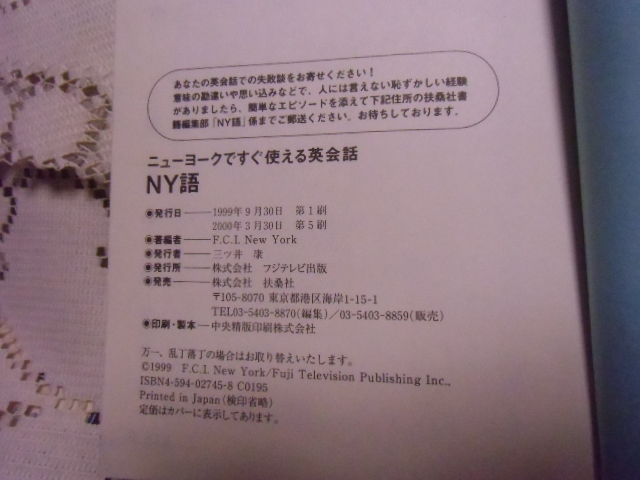 あなたの英会話での失敗談をお寄せください！
意味の勘違いや思い込みなどで、人には言えない恥ずかしい経験
がありましたら、簡単なエピソードを添えて下記住所の扶桑社書
籍編集部「NY語」係までご郵送ください。お待ちしております。
ニューヨークですぐ使える英会話
NY語
◉発行日——1999年9月30日 第1刷
2000年3月30日 第5刷
◉著編者——F.C.I. New York
◉発行者——三ッ井 康
◉発行所——株式会社 フジテレビ出版
◉発売——株式会社 扶桑社
〒105-8070 東京都港区海岸1-15-1
TEL03-5403-8870(編集)/03-5403-8859(販売)
◉印刷・製本——中央精版印刷株式会社
万一、乱丁落丁の場合はお取り替えいたします。
©1999 F.C.I. New York/Fuji Television Publishing Inc.,
ISBN4-594-02745-8 C0195
Printed in Japan(検印省略)
定価はカバーに表示してあります。